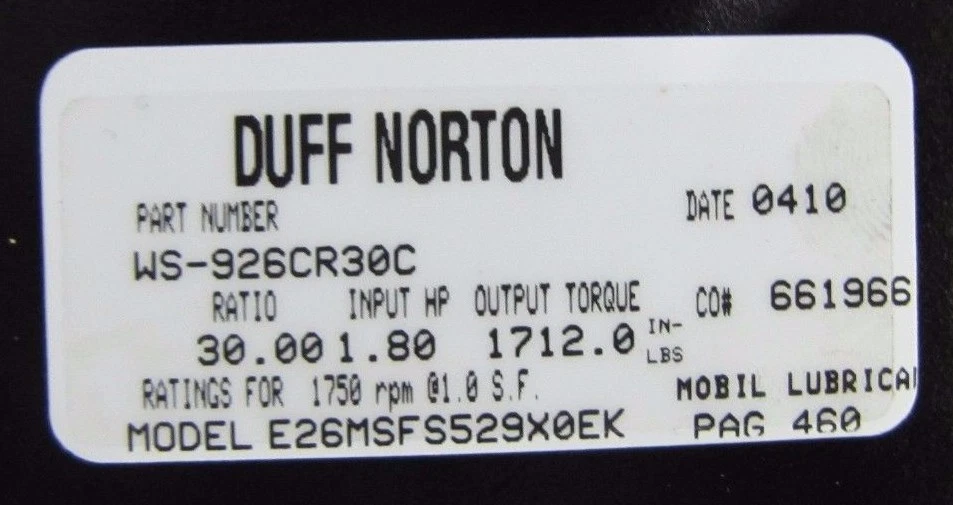 DUFF NORTON
PART NUMBER
DATE 0410
WS-926CR30C
RATIO INPUT HP OUTPUT TORQUE CO# 661966
30.00 1.80 1712.0 IN-LBS
RATINGS FOR 1750 rpm @1.0 S.F. MOBIL LUBRICA
MODEL E26MSFS529X0EK PAG 460